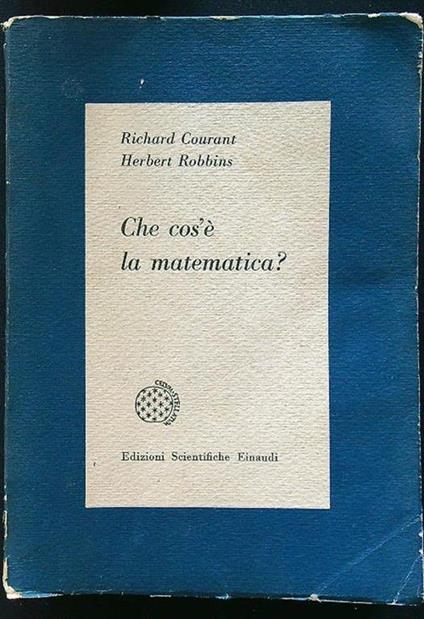 Richard Courant
Herbert Robbins
Che cos'è
la matematica?
Edizioni Scientifiche Einaudi